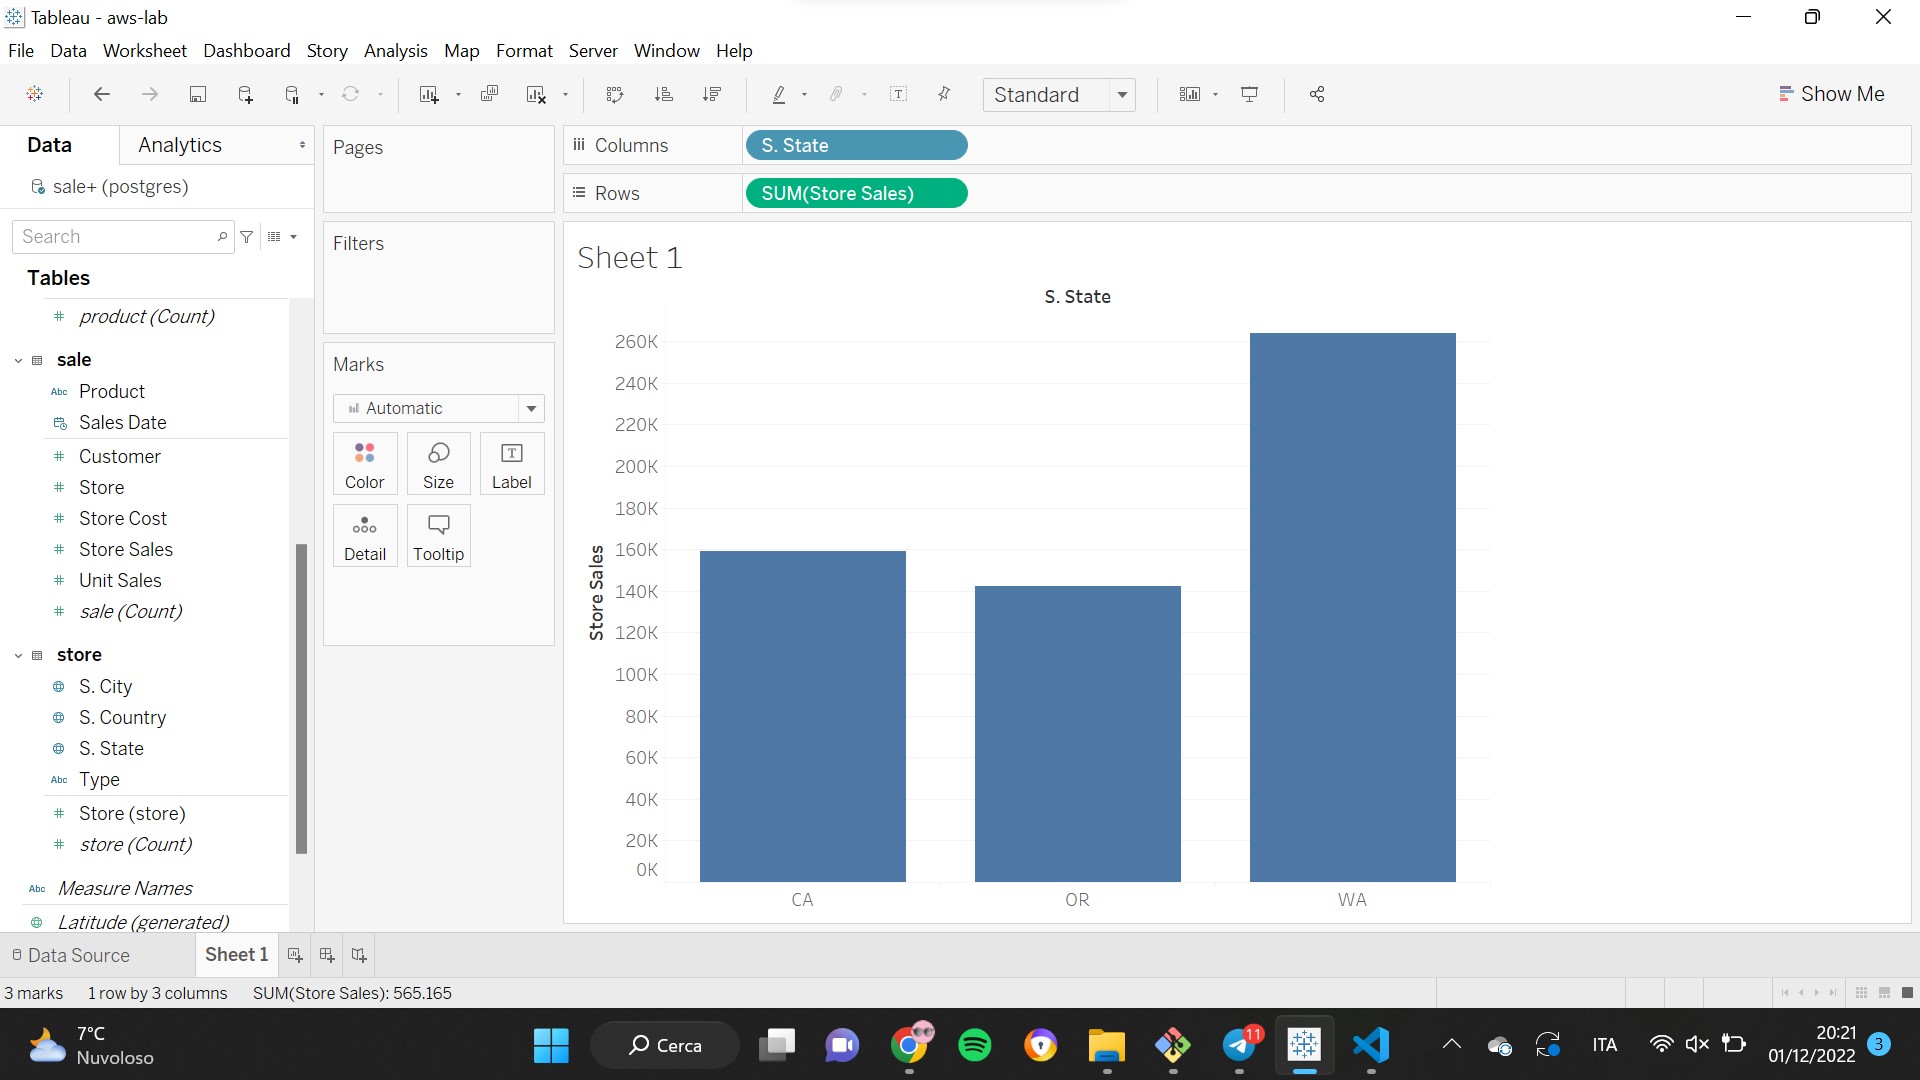 Tableau - aws-lab
File Data Worksheet Dashboard Story Analysis Map Format Server Window Help
Standard
Show Me
Data
Analytics
sale+ (postgres)
Search
Tables
product (Count)
sale
Abc Product
Sales Date
Customer
Store
Store Cost
Store Sales
Unit Sales
sale (Count)
store
S. City
S. Country
S. State
Abc Type
Store (store)
store (Count)
Abc Measure Names
Latitude (generated)
Pages
Filters
Marks
Automatic
Color
Size
T
Label
Detail
Tooltip
Columns
S. State
Rows
SUM(Store Sales)
Sheet 1
S. State
Store Sales
260K
240K
220K
200K
180K
160K
140K
120K
100K
80K
60K
40K
20K
0K
CA
OR
WA
Data Source
Sheet 1
3 marks
1 row by 3 columns
SUM(Store Sales): 565.165
7°C
Nuvoloso
Cerca
11
ITA
20:21
01/12/2022
3